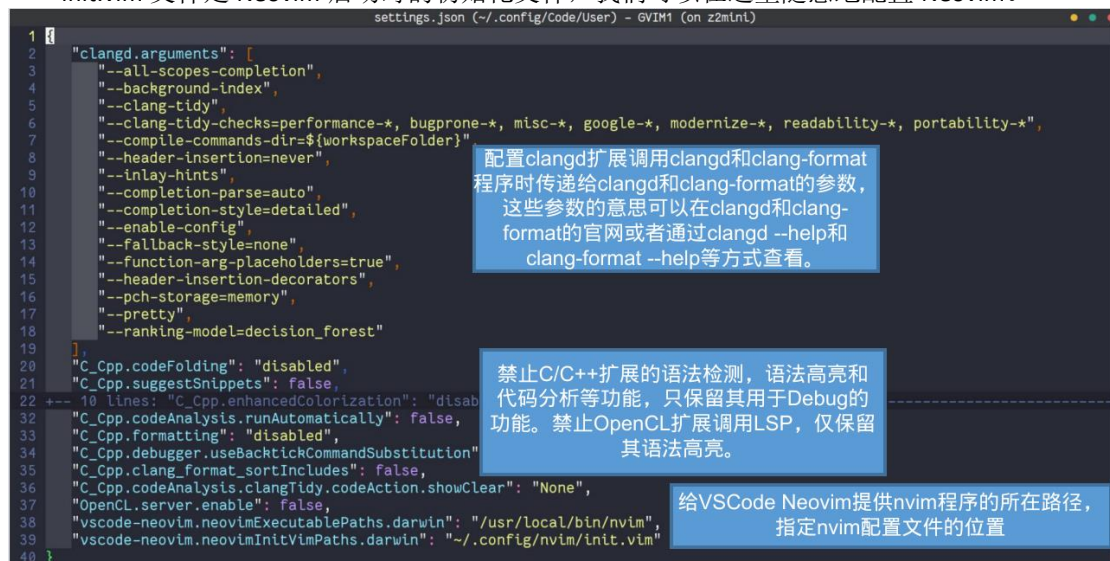 settings.json (~/.config/Code/User) - GVIM1 (on z2mini)
1 {
2 "clangd.arguments": [
3 "--all-scopes-completion",
4 "--background-index",
5 "--clang-tidy",
6 "--clang-tidy-checks=performance-*, bugprone-*, misc-*, google-*, modernize-*, readability-*, portability-*",
7 "--compile-commands-dir=${workspaceFolder}",
8 "--header-insertion=never",
9 "--inlay-hints",
10 "--completion-parse=auto",
11 "--completion-style=detailed",
12 "--enable-config",
13 "--fallback-style=none",
14 "--function-arg-placeholders=true",
15 "--header-insertion-decorators",
16 "--pch-storage=memory",
17 "--pretty",
18 "--ranking-model=decision_forest"
19 ],
配置clangd扩展调用clangd和clang-format
程序时传递给clangd和clang-format的参数，
这些参数的意思可以在clangd和clang-
format的官网或者通过clangd --help和
clang-format --help等方式查看。
20 "C_Cpp.codeFolding": "disabled",
21 "C_Cpp.suggestSnippets": false,
22 +-- 10 lines: "C_Cpp.enhancedColorization": "disab
32 "C_Cpp.codeAnalysis.runAutomatically": false,
33 "C_Cpp.formatting": "disabled",
34 "C_Cpp.debugger.useBacktickCommandSubstitution"
35 "C_Cpp.clang_format_sortIncludes": false,
36 "C_Cpp.codeAnalysis.clangTidy.codeAction.showClear": "None",
37 "OpenCL.server.enable": false,
38 "vscode-neovim.neovimExecutablePaths.darwin": "/usr/local/bin/nvim",
39 "vscode-neovim.neovimInitVimPaths.darwin": "~/.config/nvim/init.vim"
40 }
禁止C/C++扩展的语法检测，语法高亮和
代码分析等功能，只保留其用于Debug的
功能。禁止OpenCL扩展调用LSP，仅保留
其语法高亮。
给VSCode Neovim提供nvim程序的所在路径，
指定nvim配置文件的位置